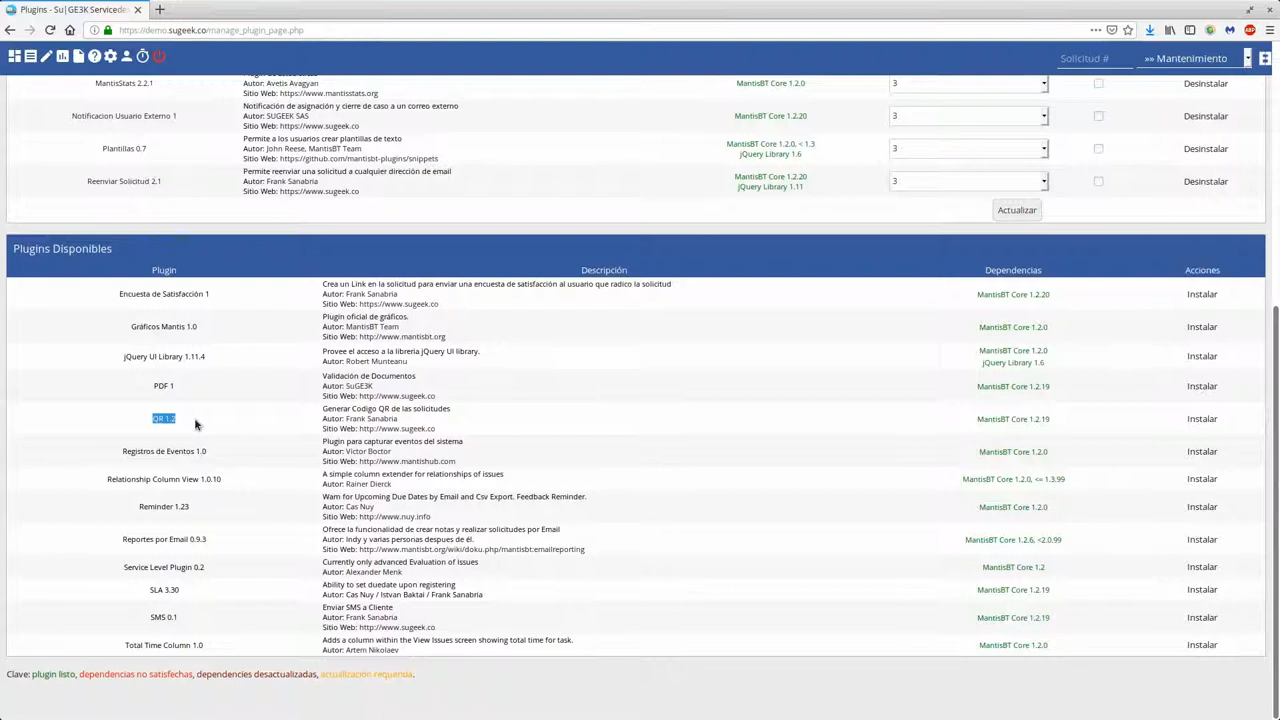 Plugins - Su|GE3K Servicedes
https://demo.sugeek.co/manage_plugin_page.php
Solicitud #
»» Mantenimiento
MantisStats 2.2.1
Autor: Avetis Avagyan
Sitio Web: https://www.mantisstats.org
MantisBT Core 1.2.0
3
Desinstalar
Notificacion Usuario Externo 1
Notificación de asignación y cierre de caso a un correo externo
Autor: SUGEEK SAS
Sitio Web: https://www.sugeek.co
MantisBT Core 1.2.20
3
Desinstalar
Plantillas 0.7
Permite a los usuarios crear plantillas de texto
Autor: John Reese, MantisBT Team
Sitio Web: https://github.com/mantisbt-plugins/snippets
MantisBT Core 1.2.0, < 1.3
jQuery Library 1.6
3
Desinstalar
Reenviar Solicitud 2.1
Permite reenviar una solicitud a cualquier dirección de email
Autor: Frank Sanabria
Sitio Web: https://www.sugeek.co
MantisBT Core 1.2.20
jQuery Library 1.11
3
Desinstalar
Actualizar
Plugins Disponibles
Plugin Descripción Dependencias Acciones
Encuesta de Satisfacción 1
Crea un Link en la solicitud para enviar una encuesta de satisfacción al usuario que radico la solicitud
Autor: Frank Sanabria
Sitio Web: https://www.sugeek.co
MantisBT Core 1.2.20
Instalar
Gráficos Mantis 1.0
Plugin oficial de gráficos.
Autor: MantisBT Team
Sitio Web: http://www.mantisbt.org
MantisBT Core 1.2.0
Instalar
jQuery UI Library 1.11.4
Provee el acceso a la libreria jQuery UI library.
Autor: Robert Munteanu
MantisBT Core 1.2.0
jQuery Library 1.6
Instalar
PDF 1
Validación de Documentos
Autor: SuGE3K
Sitio Web: http://www.sugeek.co
MantisBT Core 1.2.19
Instalar
QR 1.2
Generar Codigo QR de las solicitudes
Autor: Frank Sanabria
Sitio Web: http://www.sugeek.co
MantisBT Core 1.2.19
Instalar
Registros de Eventos 1.0
Plugin para capturar eventos del sistema
Autor: Victor Boctor
Sitio Web: http://www.mantishub.com
MantisBT Core 1.2.0
Instalar
Relationship Column View 1.0.10
A simple column extender for relationships of issues
Autor: Rainer Dierck
MantisBT Core 1.2.0, <= 1.3.99
Instalar
Reminder 1.23
Warn for Upcoming Due Dates by Email and Csv Export. Feedback Reminder.
Autor: Cas Nuy
Sitio Web: http://www.nuy.info
MantisBT Core 1.2.0
Instalar
Reportes por Email 0.9.3
Ofrece la funcionalidad de crear notas y realizar solicitudes por Email
Autor: Indy y varias personas despues de él.
Sitio Web: http://www.mantisbt.org/wiki/doku.php/mantisbt:emailreporting
MantisBT Core 1.2.6, <2.0.99
Instalar
Service Level Plugin 0.2
Currently only advanced Evaluation of issues
Autor: Alexander Menk
MantisBT Core 1.2
Instalar
SLA 3.30
Ability to set duedate upon registering
Autor: Cas Nuy / Istvan Baktai / Frank Sanabria
MantisBT Core 1.2.19
Instalar
SMS 0.1
Enviar SMS a Cliente
Autor: Frank Sanabria
Sitio Web: http://www.sugeek.co
MantisBT Core 1.2.19
Instalar
Total Time Column 1.0
Adds a column within the View Issues screen showing total time for task.
Autor: Artem Nikolaev
MantisBT Core 1.2.0
Instalar
Clave: plugin listo, dependencias no satisfechas, dependencies desactualizadas, actualización requerida.